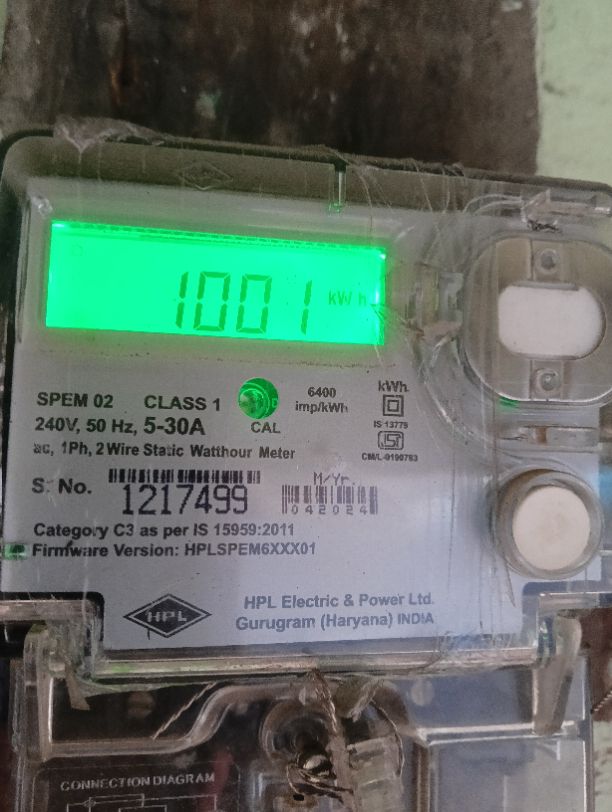 1001 kWh
SPEM 02 CLASS 1 6400 imp/kWh kWh
240V, 50 Hz, 5-30A CAL IS 13779
ac, 1Ph, 2 Wire Static Watthour Meter CM/L-0190763
S. No. 1217499 M/Yr. 042024
Category C3 as per IS 15959:2011
Firmware Version: HPLSPEM6XXX01
HPL HPL Electric & Power Ltd.
Gurugram (Haryana) INDIA
CONNECTION DIAGRAM